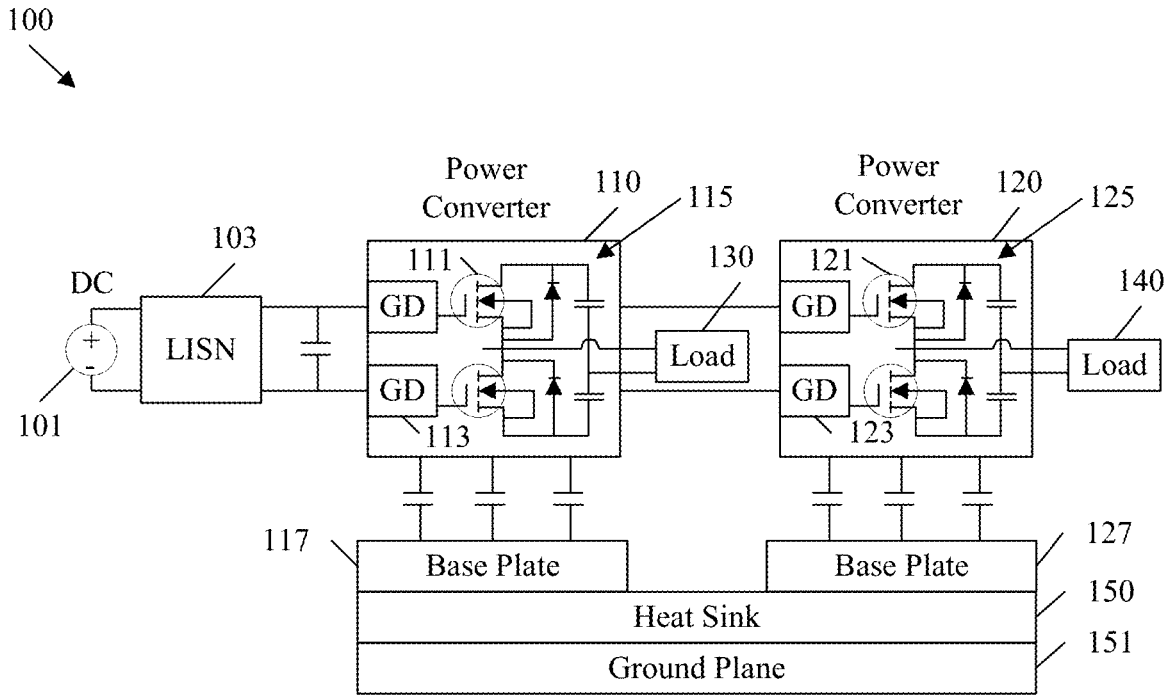 100
Power
Converter
110
115
Power
Converter
120
125
103
111
130
121
140
DC
+
-
LISN
GD
Load
GD
Load
GD
GD
101
113
123
117
Base Plate
Base Plate
127
Heat Sink
150
Ground Plane
151